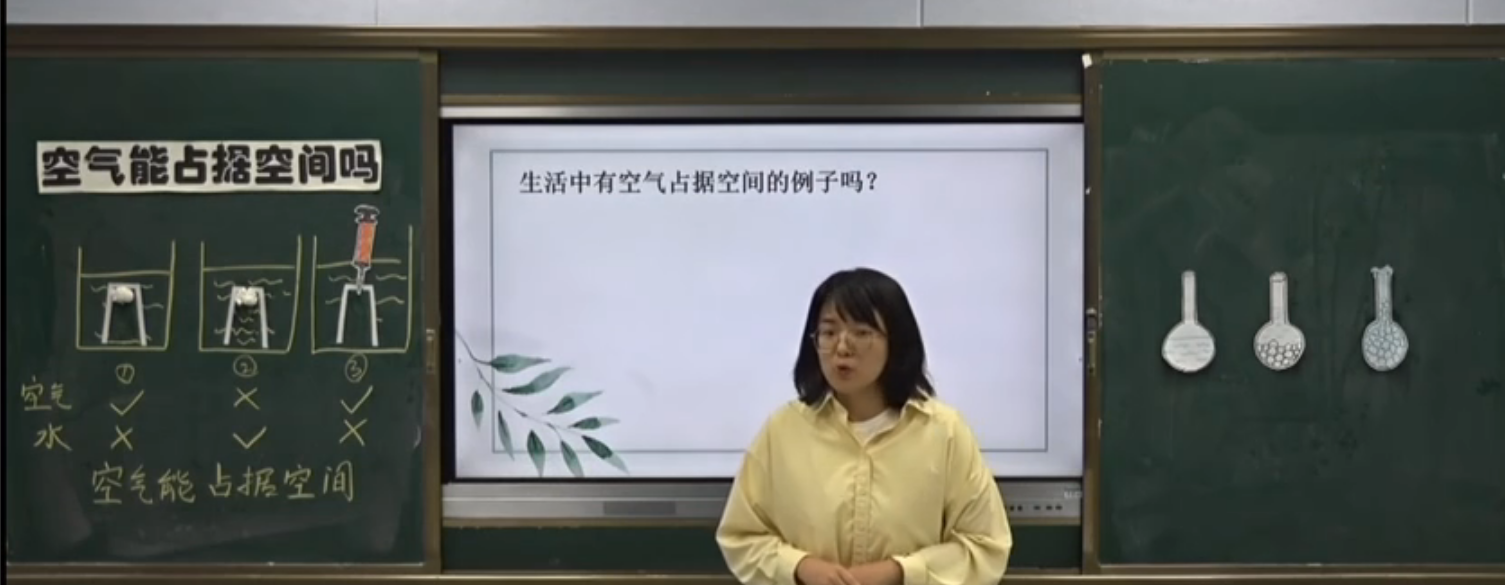 空气能占据空间吗
① ② ③
空气 ✓ × ✓
水 × ✓ ×
空气能占据空间
生活中有空气占据空间的例子吗？